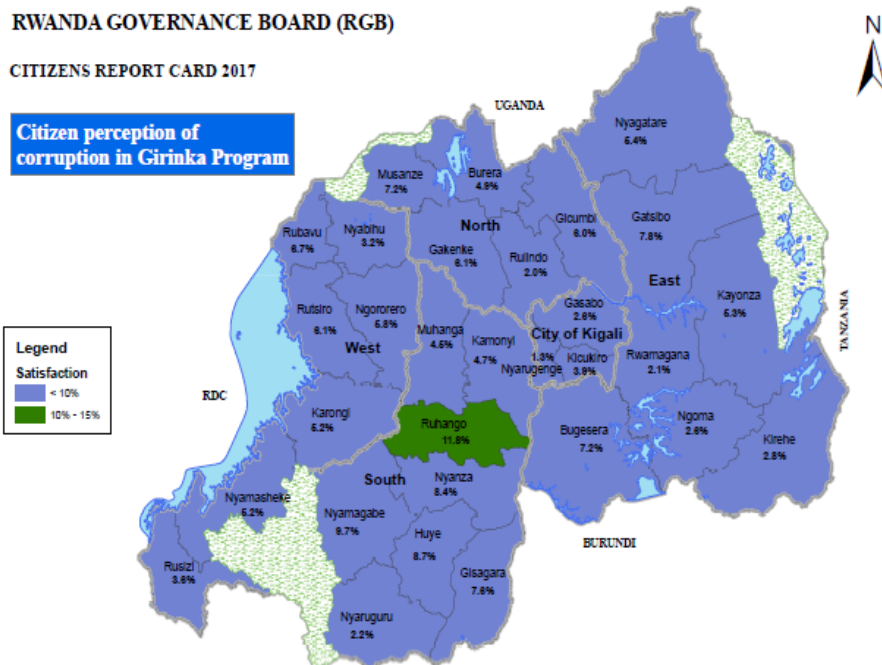 RWANDA GOVERNANCE BOARD (RGB)
N
CITIZENS REPORT CARD 2017
UGANDA
Citizen perception of
corruption in Girinka Program
Nyagatare
5.4%
Musanze
7.2%
Burera
4.9%
Gicumbi
6.0%
Gatsibo
7.8%
North
Rubavu
6.7%
Nyabihu
3.2%
Gakenke
6.1%
Rulindo
2.0%
East
Kayonza
5.3%
TANZANIA
Rutsiro
6.1%
Ngororero
5.8%
Gasabo
2.6%
City of Kigali
Muhanga
4.5%
Kamonyi
4.7%
West
1.3%
Nyarugenge
Kicukiro
3.9%
Rwamagana
2.1%
Legend
Satisfaction
< 10%
10% - 15%
RDC
Karongi
5.2%
Ruhango
11.8%
Bugesera
7.2%
Ngoma
2.6%
Kirehe
2.8%
South
Nyanza
8.4%
Nyamasheke
5.2%
Nyamagabe
9.7%
Huye
8.7%
BURUNDI
Rusizi
3.6%
Gisagara
7.6%
Nyaruguru
2.2%